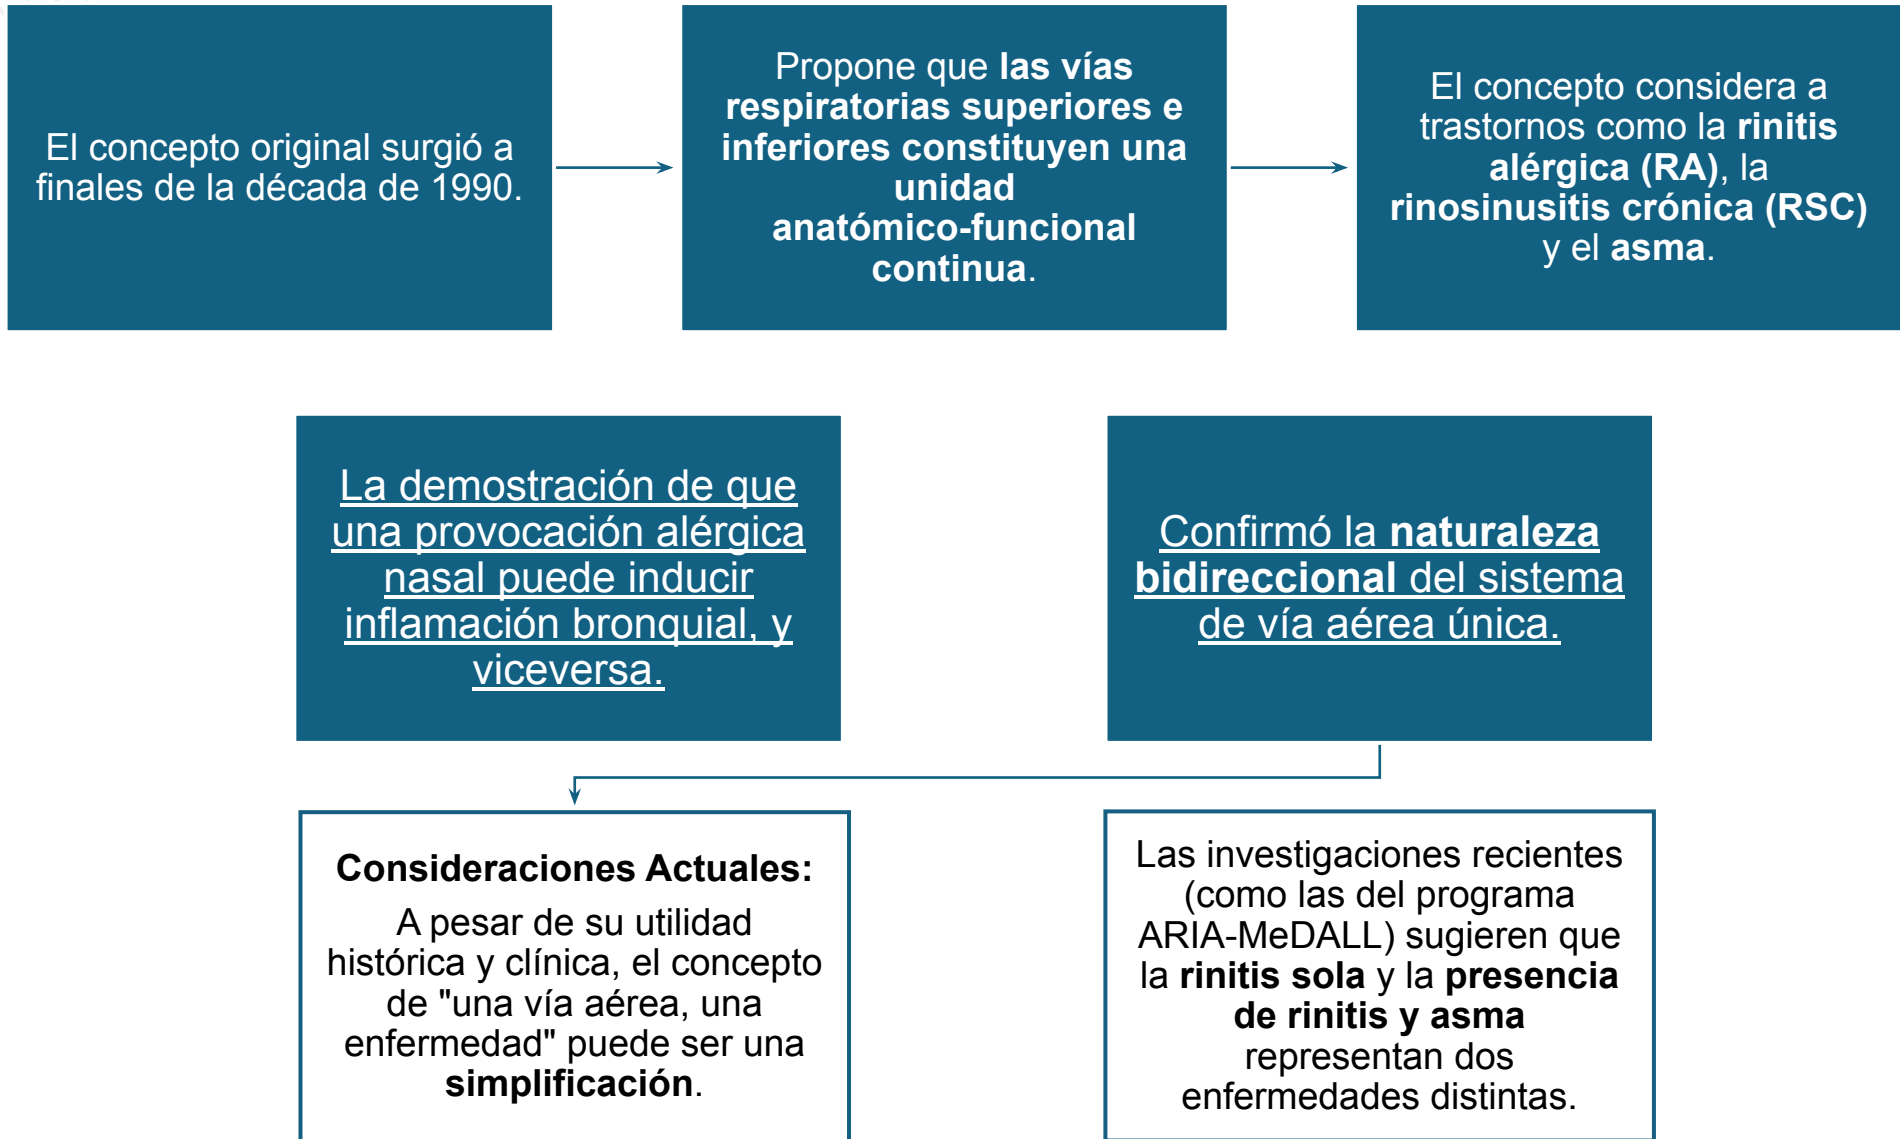 El concepto original surgió a
finales de la década de 1990.
Propone que las vías
respiratorias superiores e
inferiores constituyen una
unidad
anatómico-funcional
continua.
El concepto considera a
trastornos como la rinitis
alérgica (RA), la
rinosinusitis crónica (RSC)
y el asma.
La demostración de que
una provocación alérgica
nasal puede inducir
inflamación bronquial, y
viceversa.
Confirmó la naturaleza
bidireccional del sistema
de vía aérea única.
Consideraciones Actuales:
A pesar de su utilidad
histórica y clínica, el concepto
de "una vía aérea, una
enfermedad" puede ser una
simplificación.
Las investigaciones recientes
(como las del programa
ARIA-MeDALL) sugieren que
la rinitis sola y la presencia
de rinitis y asma
representan dos
enfermedades distintas.